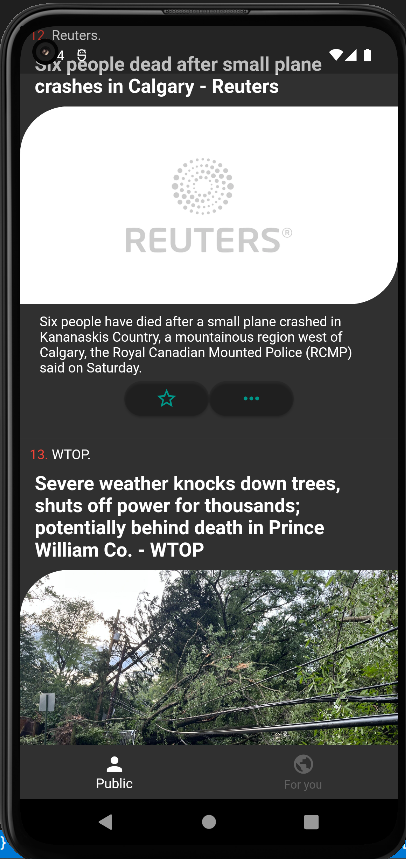 12. Reuters.
4
Six people dead after small plane
crashes in Calgary - Reuters
REUTERS®
Six people have died after a small plane crashed in
Kananaskis Country, a mountainous region west of
Calgary, the Royal Canadian Mounted Police (RCMP)
said on Saturday.
13. WTOP.
Severe weather knocks down trees,
shuts off power for thousands;
potentially behind death in Prince
William Co. - WTOP
Public
For you
}